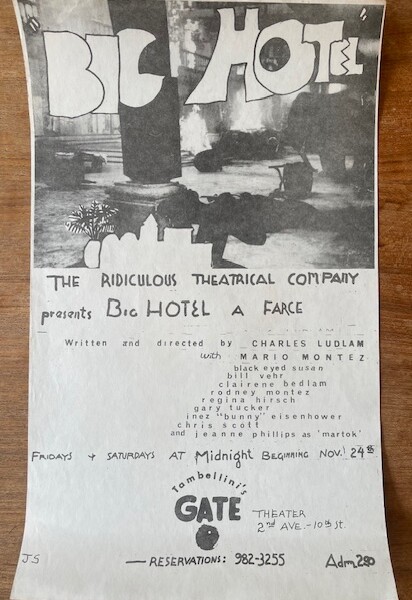 "BIG HOTEL"
THE RIDICULOUS THEATRICAL COMPANY
presents BIG HOTEL A FARCE
Written and directed by CHARLES LUDLAM
with MARIO MONTEZ
black eyed susan
bill vehr
clairene bedlam
rodney montez
regina hirsch
gary tucker
inez "bunny" eisenhower
chris scott
and jeanne phillips as 'martok'
FRIDAYS & SATURDAYS AT Midnight BEGINNING NOV. 24th
Tambellini's
GATE
THEATER
2nd AVE.-10th st.
JS
—RESERVATIONS: 982-3255
Adm 2.50